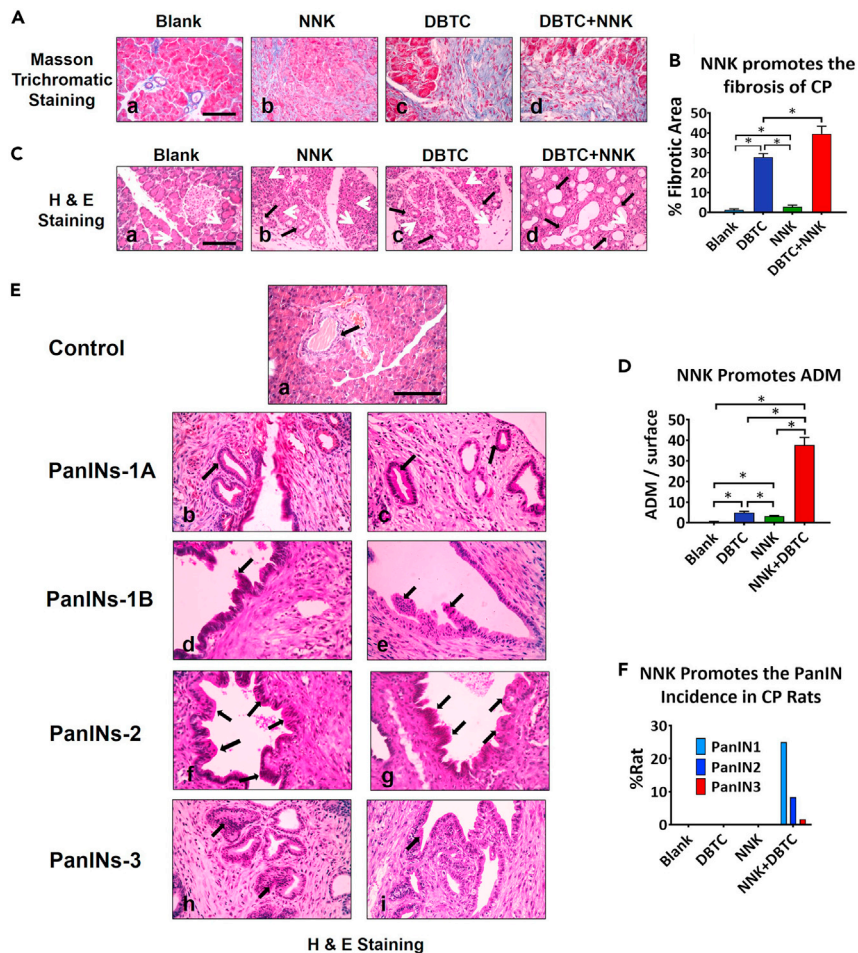 A
Blank NNK DBTC DBTC+NNK
Masson
Trichromatic
Staining
a b c d
B
NNK promotes the
fibrosis of CP
% Fibrotic Area
50
40
30
20
10
0
* * * *
Blank DBTC NNK DBTC+NNK
C
Blank NNK DBTC DBTC+NNK
H & E
Staining
a b c d
D
NNK Promotes ADM
ADM / surface
50
40
30
20
10
0
* * * * * *
Blank DBTC NNK NNK+DBTC
E
Control
a
PanINs-1A
b c
PanINs-1B
d e
PanINs-2
f g
PanINs-3
h i
H & E Staining
F
NNK Promotes the PanIN
Incidence in CP Rats
%Rat
30
20
10
0
PanIN1
PanIN2
PanIN3
Blank DBTC NNK NNK+DBTC